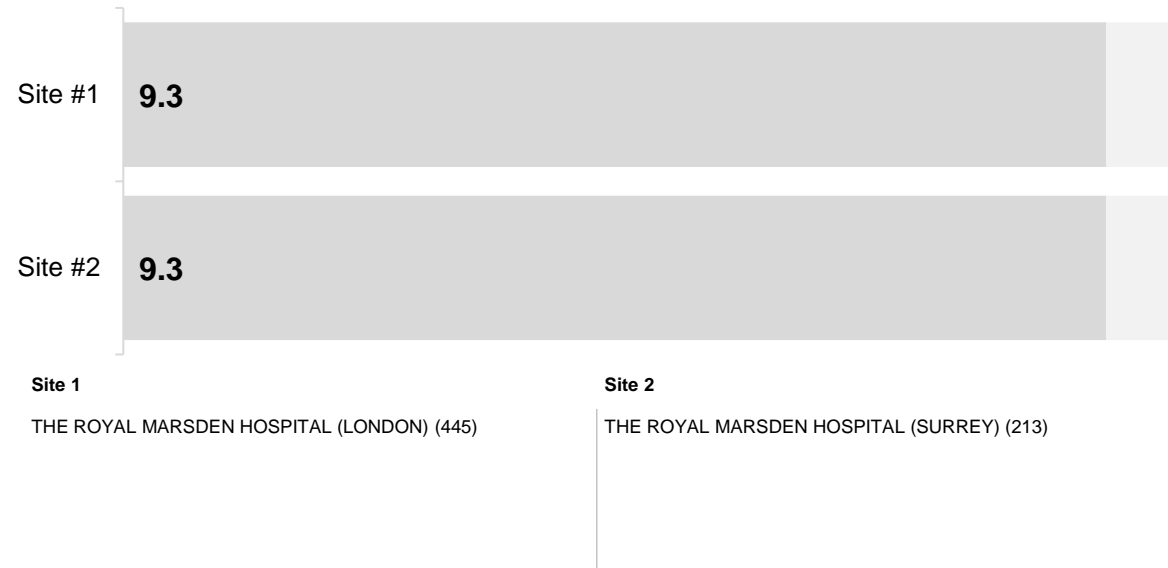 Site #1 9.3
Site #2 9.3
Site 1
THE ROYAL MARSDEN HOSPITAL (LONDON) (445)
Site 2
THE ROYAL MARSDEN HOSPITAL (SURREY) (213)